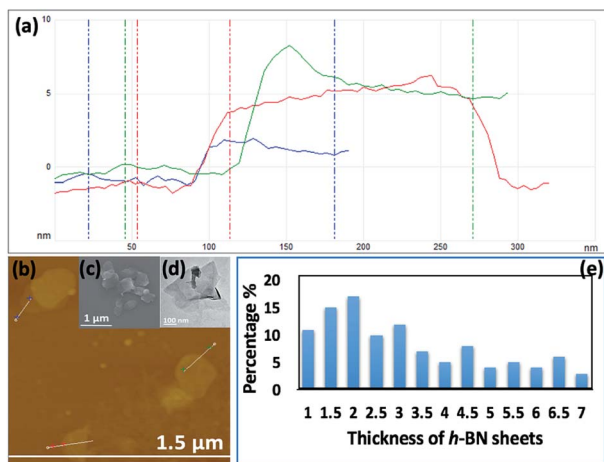 (a)
10
5
0
nm
50
100
150
200
250
300
nm
(b)
(c)
1 μm
(d)
100 nm
1.5 μm
(e)
Percentage %
20
15
10
5
0
1 1.5 2 2.5 3 3.5 4 4.5 5 5.5 6 6.5 7
Thickness of h-BN sheets